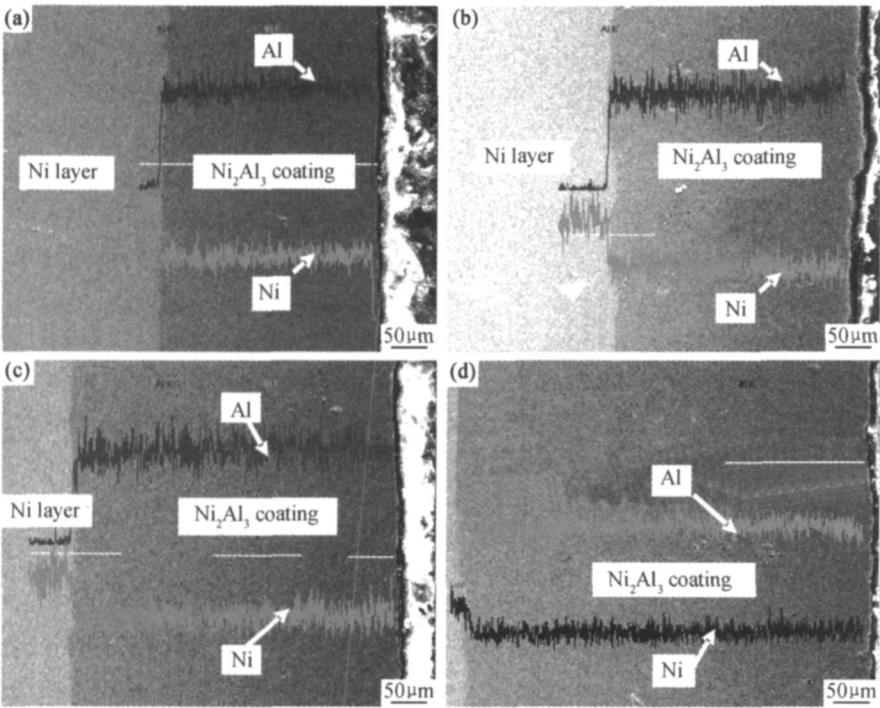 (a)
Al
Ni layer
Ni₂Al₃ coating
Ni
50μm
(b)
Al
Ni layer
Ni₂Al₃ coating
Ni
50μm
(c)
Al
Ni layer
Ni₂Al₃ coating
Ni
50μm
(d)
Al
Ni₂Al₃ coating
Ni
50μm